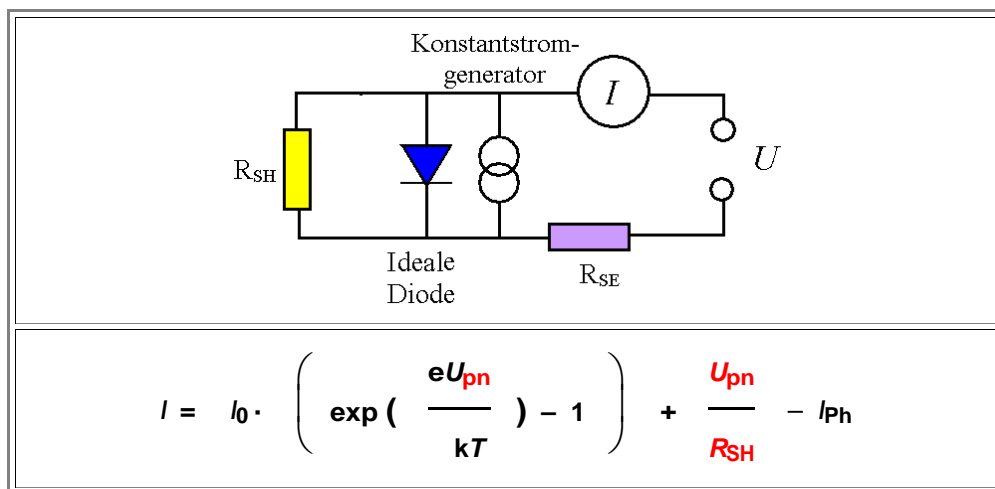 Konstantstrom-
generator
I
R_SH
U
Ideale
Diode
R_SE
I = I_0 · ( exp ( eU_pn / kT ) – 1 ) + U_pn / R_SH – I_Ph